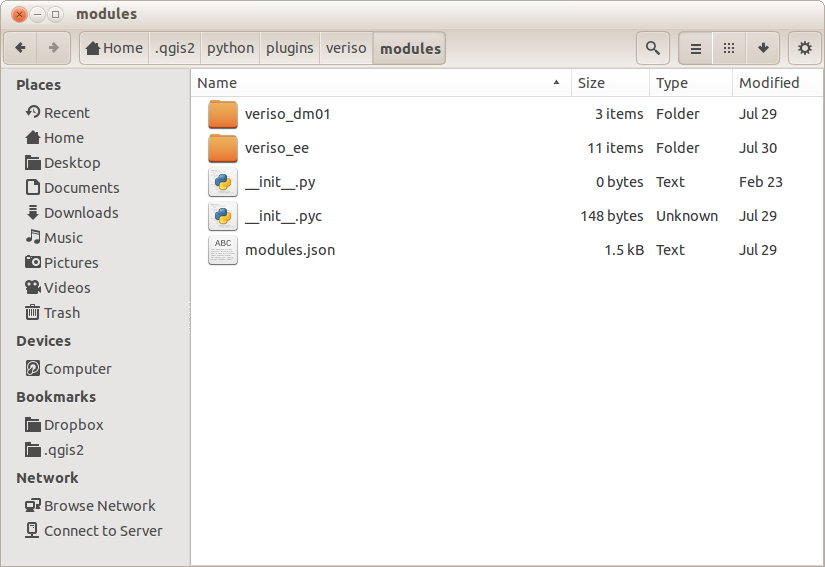 modules
Home .qgis2 python plugins veriso modules
Places
Recent
Home
Desktop
Documents
Downloads
Music
Pictures
Videos
Trash
Devices
Computer
Bookmarks
Dropbox
.qgis2
Network
Browse Network
Connect to Server
Name Size Type Modified
veriso_dm01 3 items Folder Jul 29
veriso_ee 11 items Folder Jul 30
__init__.py 0 bytes Text Feb 23
__init__.pyc 148 bytes Unknown Jul 29
ABC modules.json 1.5 kB Text Jul 29